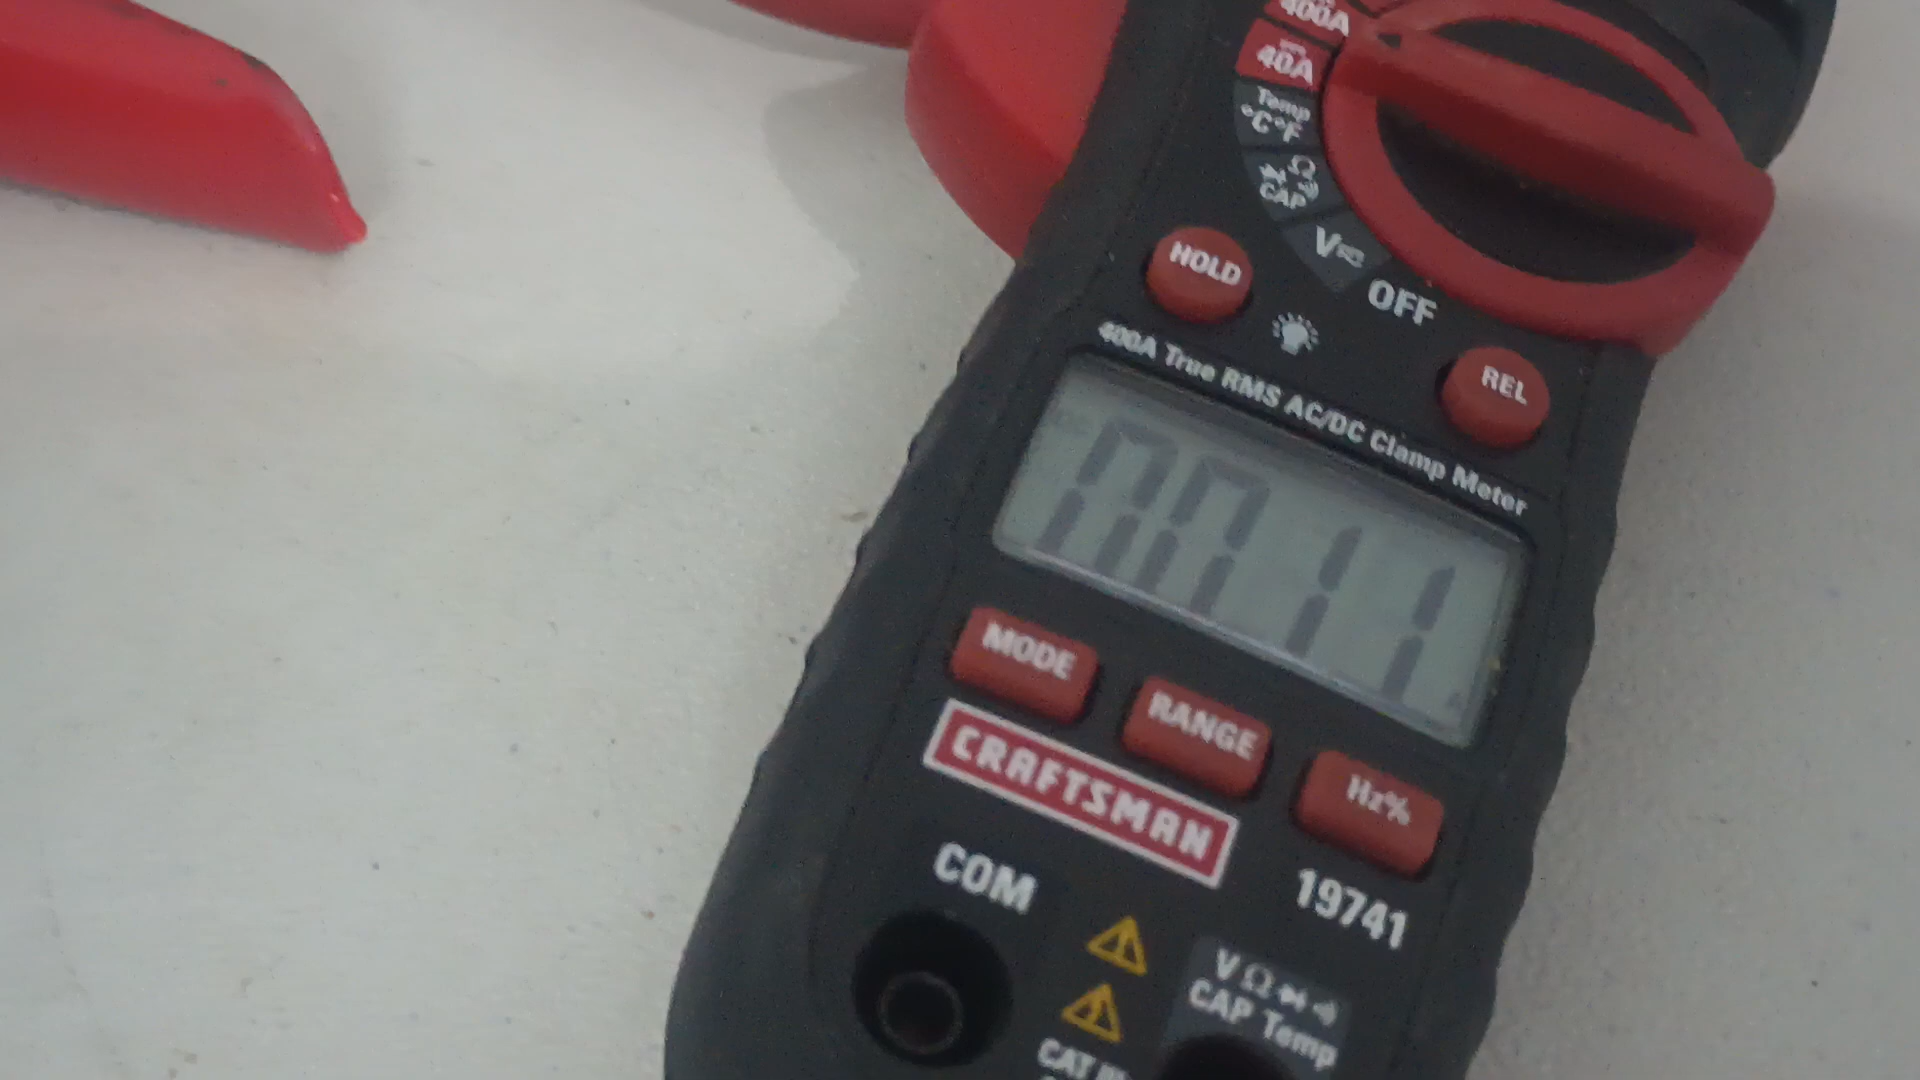 400A
40A
Temp
°C°F
Ω
CAP
V
OFF
HOLD
REL
400A True RMS AC/DC Clamp Meter
MODE
RANGE
Hz%
CRAFTSMAN
COM
19741
V Ω
CAP Temp
CAT